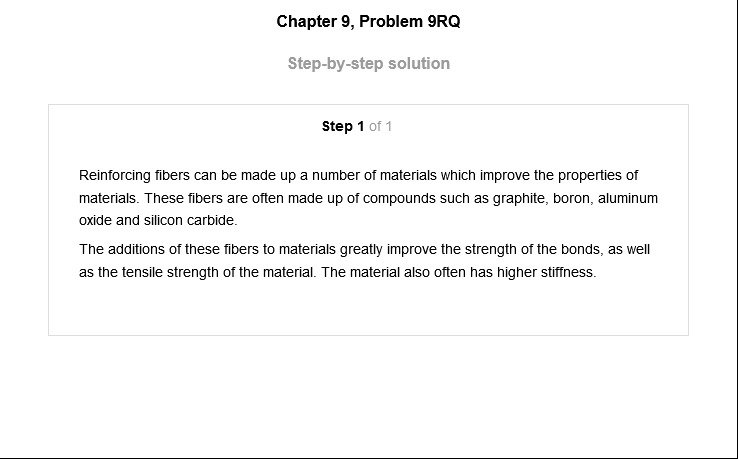 Chapter 9, Problem 9RQ
Step-by-step solution
Step 1 of 1
Reinforcing fibers can be made up a number of materials which improve the properties of
materials. These fibers are often made up of compounds such as graphite, boron, aluminum
oxide and silicon carbide.
The additions of these fibers to materials greatly improve the strength of the bonds, as well
as the tensile strength of the material. The material also often has higher stiffness.